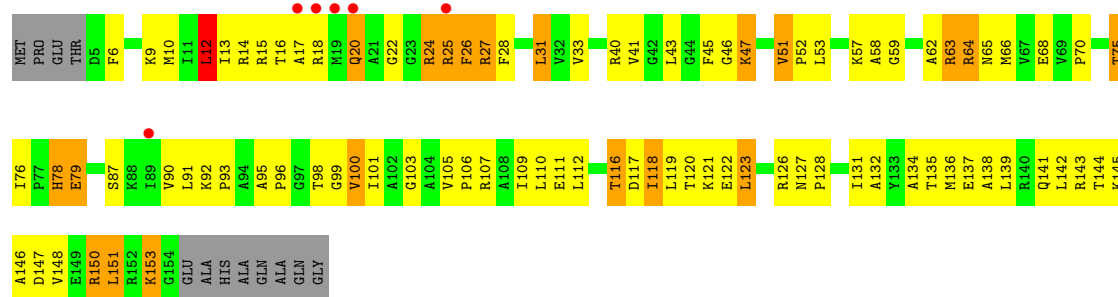 MET PRO GLU THR D5 F6 K9 M10 I11 L12 I13 R14 R15 T16 A17 R18 M19 Q20 A21 G22 G23 R24 R25 F26 R27 F28 L31 V32 V33 R40 V41 G42 L43 G44 F45 G46 K47 V51 P52 L53 K57 A58 G59 A62 R63 R64 N65 M66 V67 E68 V69 P70 T75
I76 P77 H78 E79 S87 K88 I89 V90 L91 K92 P93 A94 A95 P96 G97 T98 G99 V100 I101 A102 G103 A104 V105 P106 R107 A108 I109 L110 E111 L112 T116 D117 I118 L119 T120 K121 E122 L123 R126 N127 P128 I131 A132 Y133 A134 T135 M136 E137 A138 L139 R140 Q141 L142 R143 T144 K145
A146 D147 V148 E149 R150 L151 R152 K153 G154 GLU ALA HIS ALA GLN ALA GLN GLY